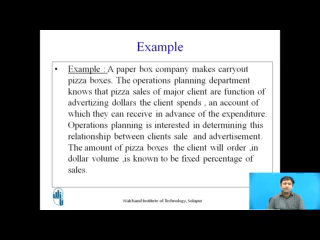 Example
• Example : A paper box company makes carryout
pizza boxes. The operations planning department
knows that pizza sales of major client are function of
advertizing dollars the client spends , an account of
which they can receive in advance of the expenditure.
Operations planning is interested in determining this
relationship between clients sale and advertisement.
The amount of pizza boxes the client will order ,in
dollar volume ,is known to be fixed percentage of
sales.
Walchand Institute of Technology, Solapur